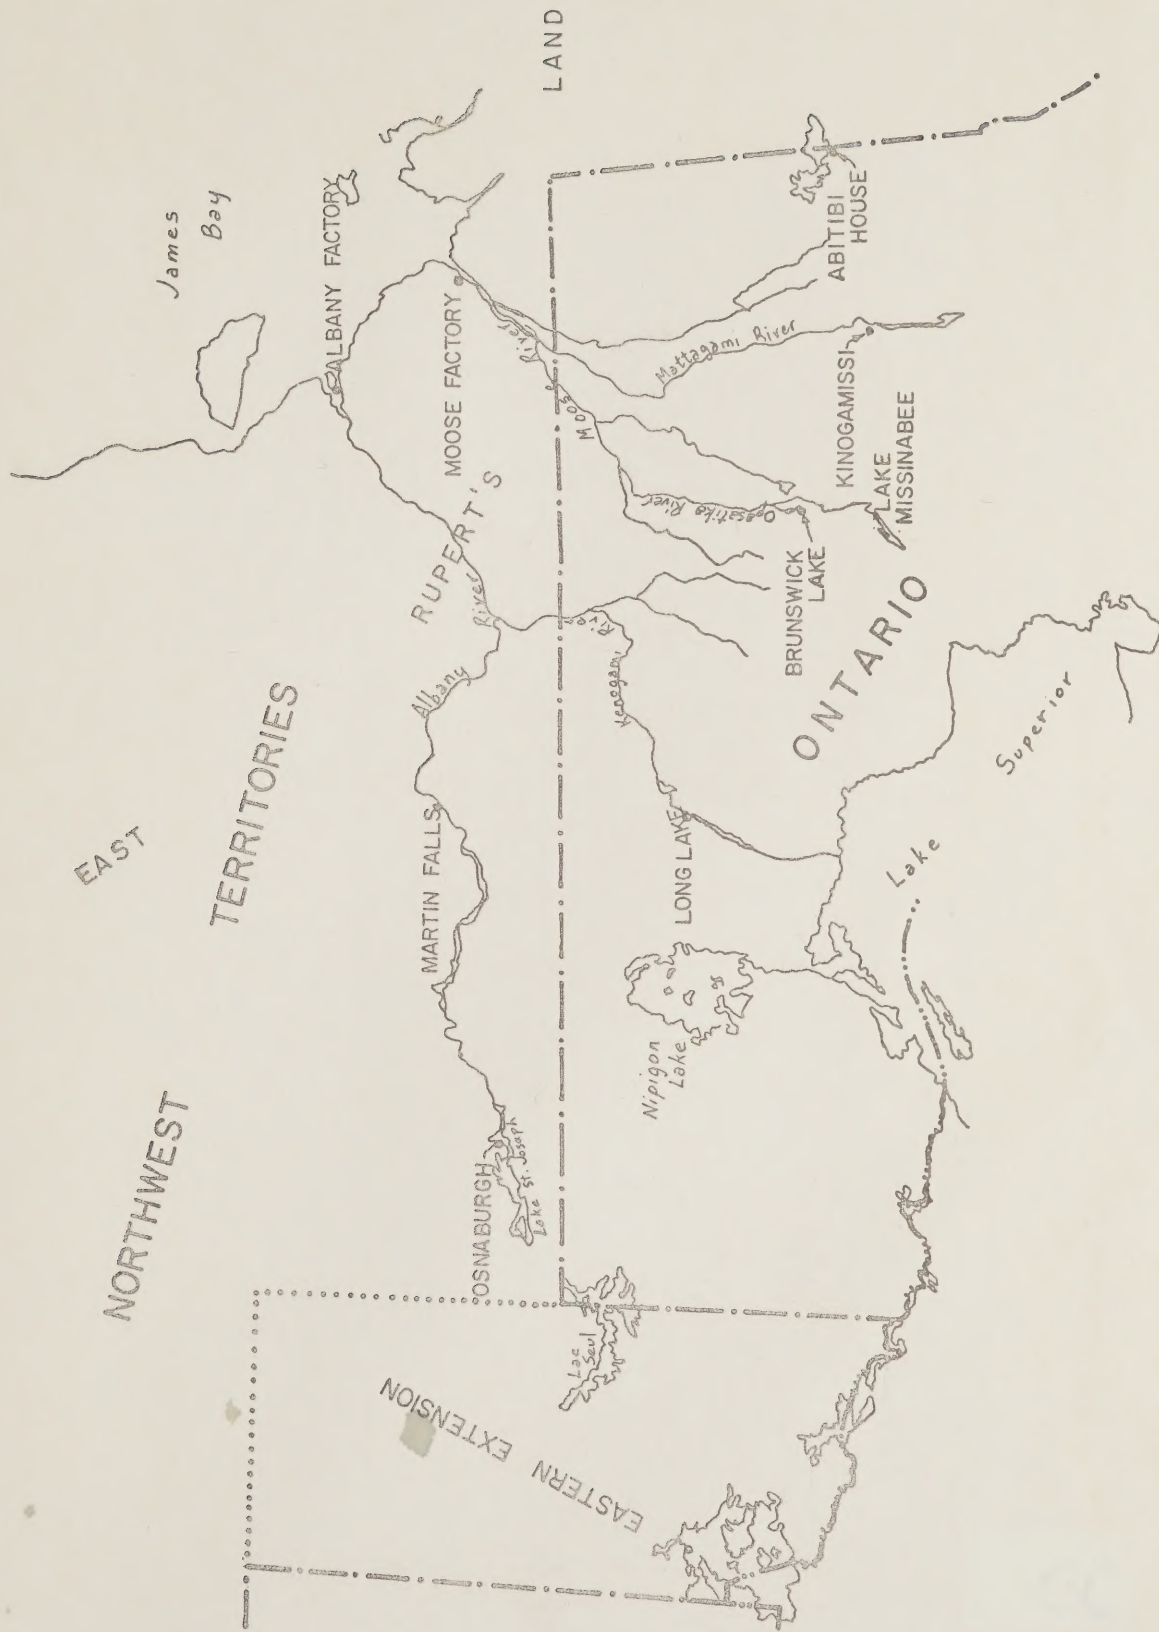 NORTHWEST
EAST
TERRITORIES
James
Bay
ALBANY FACTORY
MOOSE FACTORY
RUPERT'S
LAND
River
Albany
MARTIN FALLS
OSNABURGH
Lake St. Joseph
EASTERN EXTENSION
Lac
Seul
Nipigon
Lake
LONG LAKE
Kenogami
River
Moose
River
Mattagami River
Opasatika River
ABITIBI
HOUSE
KINOGAMISSI
LAKE
MISSINABEE
BRUNSWICK
LAKE
ONTARIO
Lake
Superior